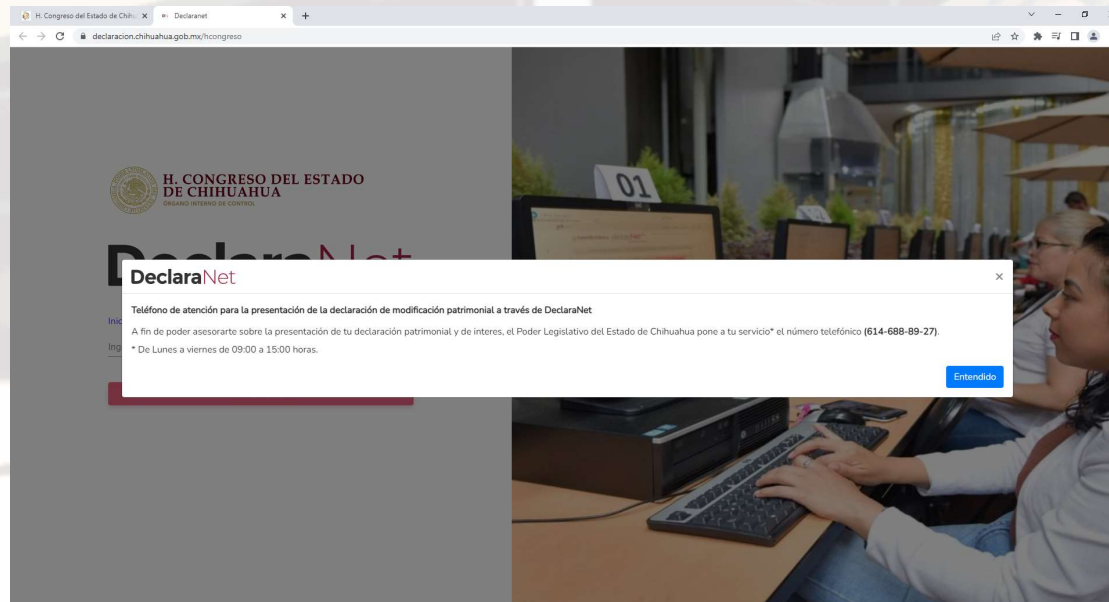 H. Congreso del Estado de Chihu
Declaranet
declaracion.chihuahua.gob.mx/hcongreso
H. CONGRESO DEL ESTADO
DE CHIHUAHUA
ÓRGANO INTERNO DE CONTROL
01
DeclaraNet
DeclaraNet
Teléfono de atención para la presentación de la declaración de modificación patrimonial a través de DeclaraNet
A fin de poder asesorarte sobre la presentación de tu declaración patrimonial y de interes, el Poder Legislativo del Estado de Chihuahua pone a tu servicio* el número telefónico (614-688-89-27).
* De Lunes a viernes de 09:00 a 15:00 horas.
Entendido